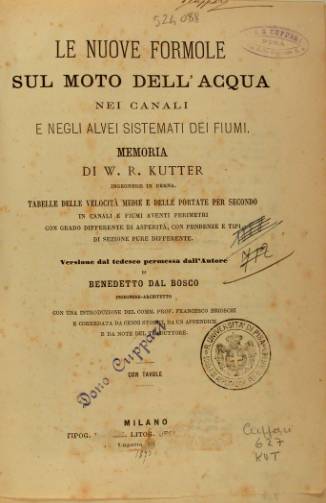 524088
LE NUOVE FORMOLE
SUL MOTO DELL'ACQUA
NEI CANALI
E NEGLI ALVEI SISTEMATI DEI FIUMI.
MEMORIA
DI W. R. KUTTER
INGEGNERE IN BERNA.
TABELLE DELLE VELOCITÀ MEDIE E DELLE PORTATE PER SECONDO
IN CANALI E FIUMI AVENTI PERIMETRI
CON GRADO DIFFERENTE DI ASPERITÀ, CON PENDENZE E TIPI
DI SEZIONE PURE DIFFERENTE.
Versione dal tedesco permessa dall'Autore
DI
BENEDETTO DAL BOSCO
INGEGNERE-ARCHITETTO
CON UNA INTRODUZIONE DEL COMM. PROF. FRANCESCO BRIOSCHI
E CORREDATA DA CENNI STORICI, DA UN APPENDICE
E DA NOTE DEL TRADUTTORE.
Dono Cuppari
CON TAVOLE
MILANO
TIPOG. LITOG.
Cuppari
627
KUT